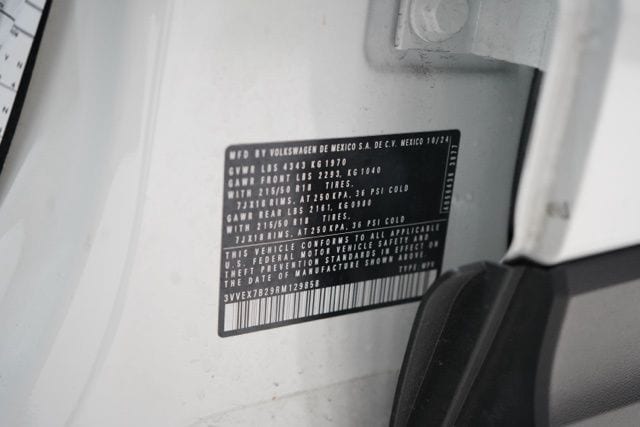 MFD BY VOLKSWAGEN DE MEXICO S.A. DE C.V. MEXICO 10/24
GVWR LBS 4343 KG 1970
GAWR FRONT LBS 2293, KG 1040
WITH 215/50 R18 TIRES,
7JX18 RIMS, AT 250 KPA, 36 PSI COLD
GAWR REAR LBS 2161, KG 0980
WITH 215/50 R18 TIRES,
7JX18 RIMS, AT 250 KPA, 36 PSI COLD
THIS VEHICLE CONFORMS TO ALL APPLICABLE
U.S. FEDERAL MOTOR VEHICLE SAFETY AND
THEFT PREVENTION STANDARDS IN EFFECT ON
THE DATE OF MANUFACTURE SHOWN ABOVE.
TYPE: MPV
3VVEX7B29RM129858